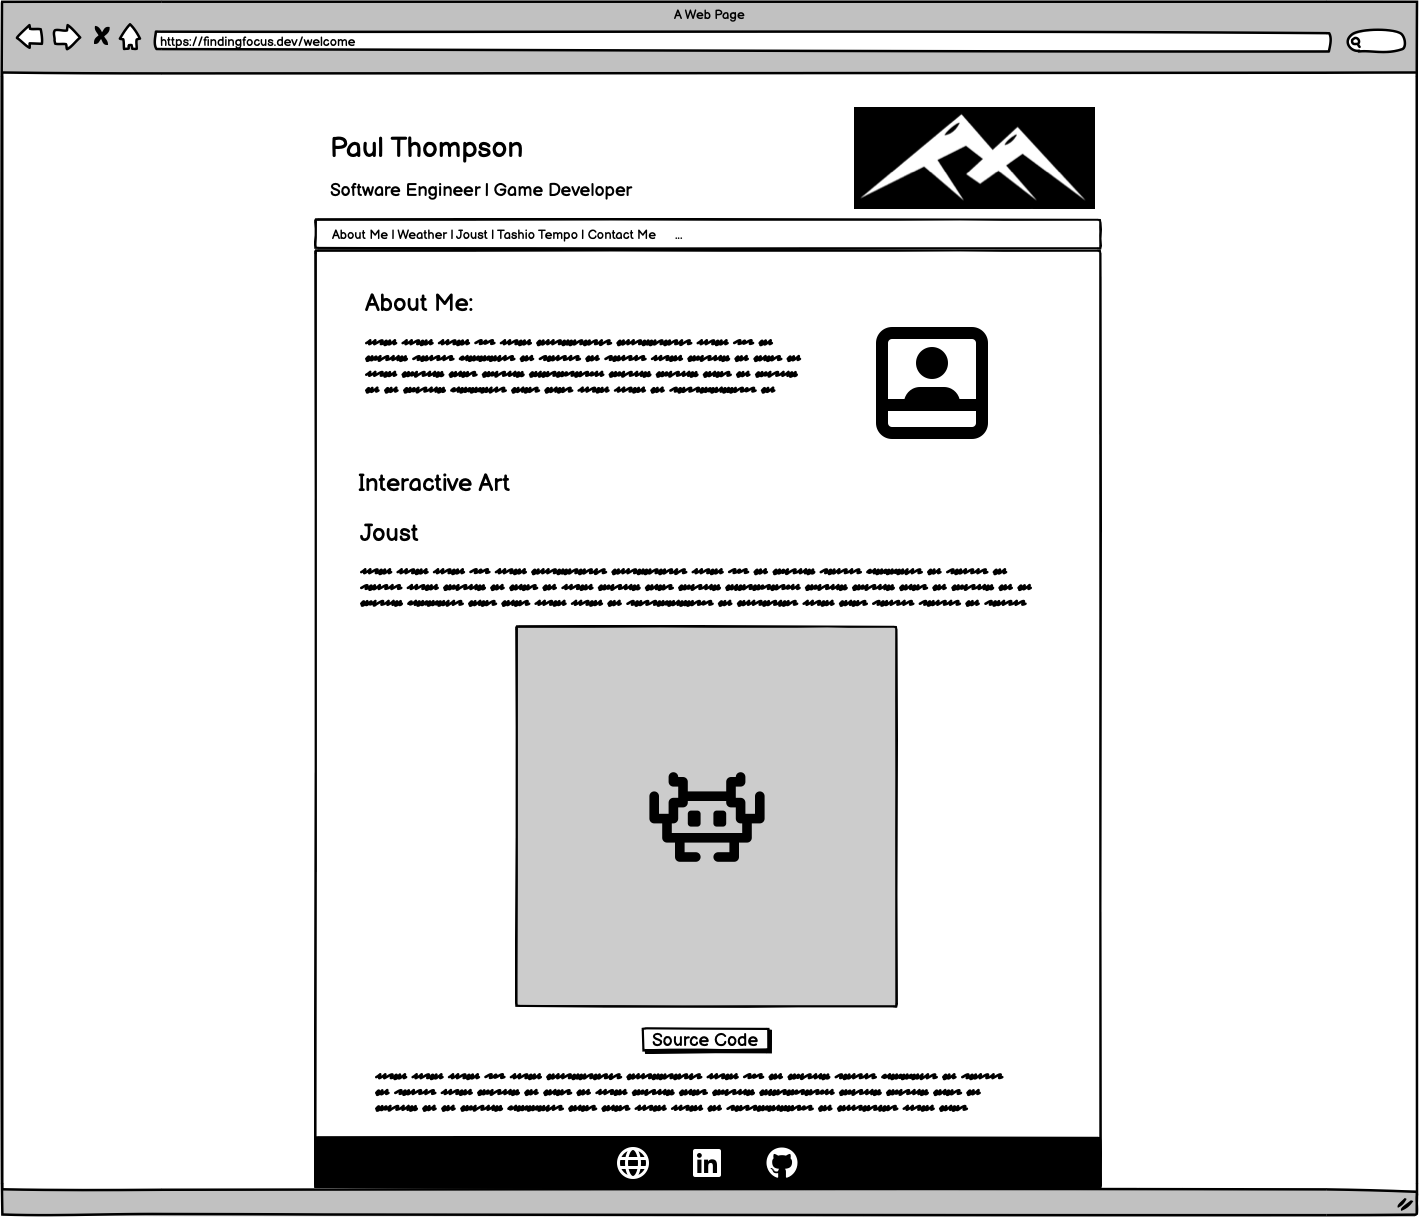 A Web Page
https://findingfocus.dev/welcome
Paul Thompson
Software Engineer | Game Developer
About Me | Weather | Joust | Tashio Tempo | Contact Me ...
About Me:
Interactive Art
Joust
Source Code
in